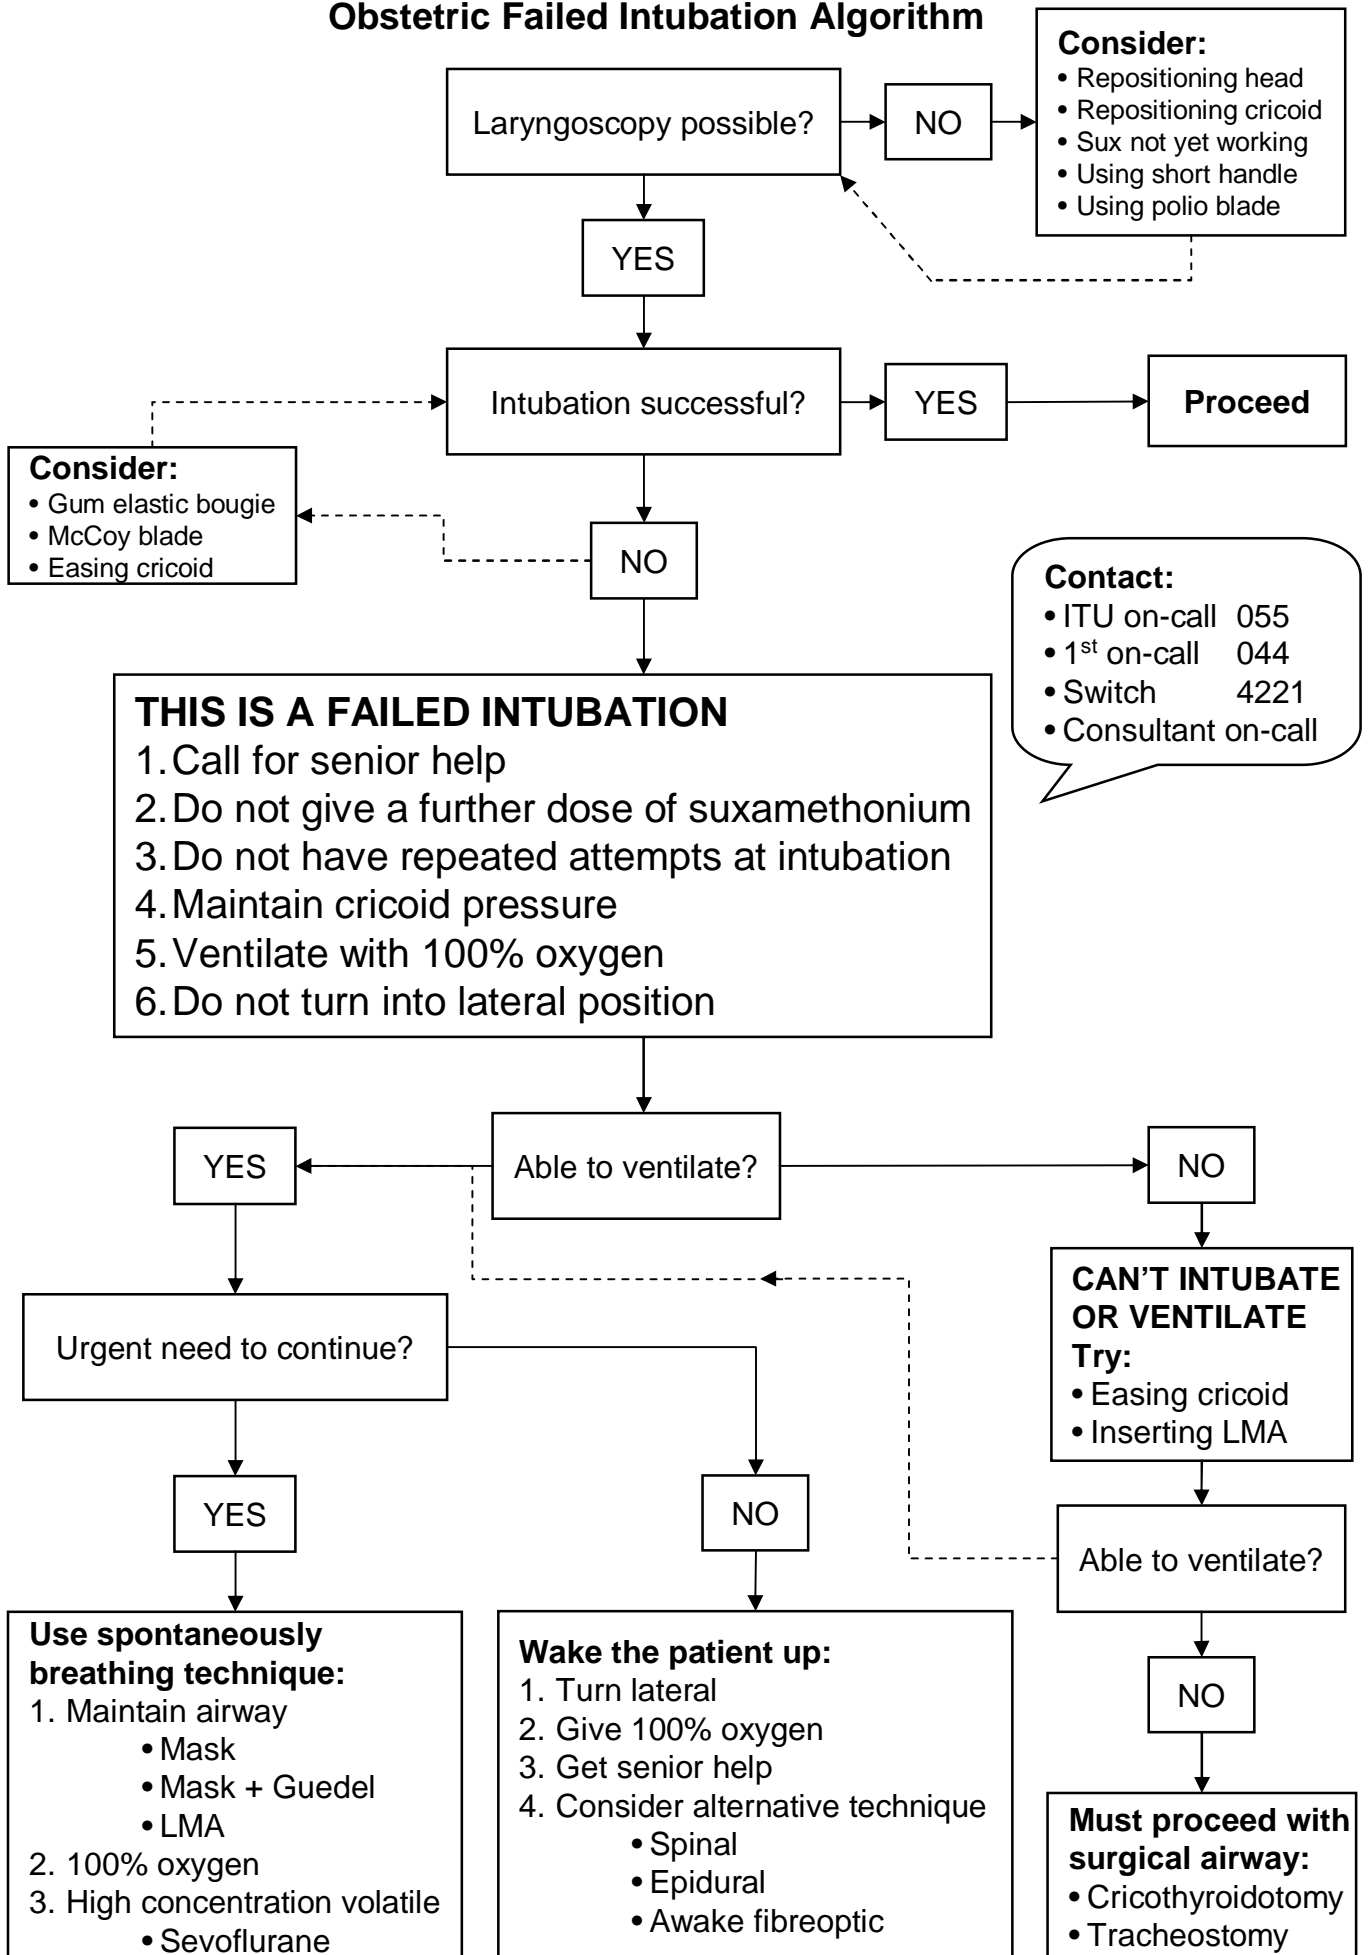 Obstetric Failed Intubation Algorithm
Laryngoscopy possible?
NO
Consider:
• Repositioning head
• Repositioning cricoid
• Sux not yet working
• Using short handle
• Using polio blade
YES
Intubation successful?
YES
Proceed
Consider:
• Gum elastic bougie
• McCoy blade
• Easing cricoid
NO
Contact:
• ITU on-call 055
• 1st on-call 044
• Switch 4221
• Consultant on-call
THIS IS A FAILED INTUBATION
1. Call for senior help
2. Do not give a further dose of suxamethonium
3. Do not have repeated attempts at intubation
4. Maintain cricoid pressure
5. Ventilate with 100% oxygen
6. Do not turn into lateral position
YES
Able to ventilate?
NO
Urgent need to continue?
CAN'T INTUBATE
OR VENTILATE
Try:
• Easing cricoid
• Inserting LMA
YES
NO
Able to ventilate?
Use spontaneously
breathing technique:
1. Maintain airway
• Mask
• Mask + Guedel
• LMA
2. 100% oxygen
3. High concentration volatile
• Sevoflurane
Wake the patient up:
1. Turn lateral
2. Give 100% oxygen
3. Get senior help
4. Consider alternative technique
• Spinal
• Epidural
• Awake fibreoptic
NO
Must proceed with
surgical airway:
• Cricothyroidotomy
• Tracheostomy